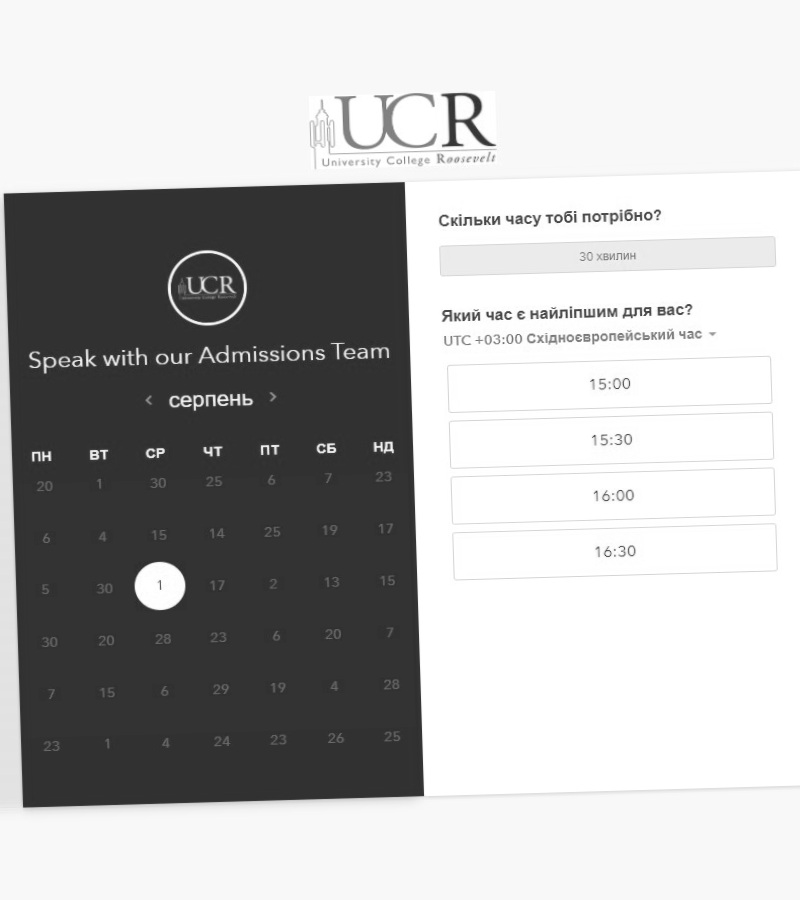 UCR
University College Roosevelt
UCR
Speak with our Admissions Team
серпень
ПН ВТ СР ЧТ ПТ СБ НД
20 1 30 25 6 7 23
6 4 15 14 25 19 17
5 30 1 17 2 13 15
30 20 28 23 6 20 7
7 15 6 29 19 4 28
23 1 4 24 23 26 25
Скільки часу тобі потрібно?
30 хвилин
Який час є найліпшим для вас?
UTC +03:00 Східноєвропейський час
15:00
15:30
16:00
16:30